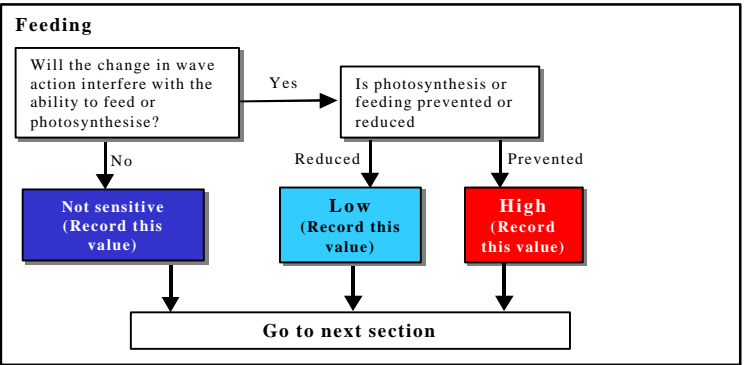 Feeding
Will the change in wave
action interfere with the
ability to feed or
photosynthesise?
Yes
Is photosynthesis or
feeding prevented or
reduced
No
Reduced
Prevented
Not sensitive
(Record this
value)
Low
(Record this
value)
High
(Record
this value)
Go to next section